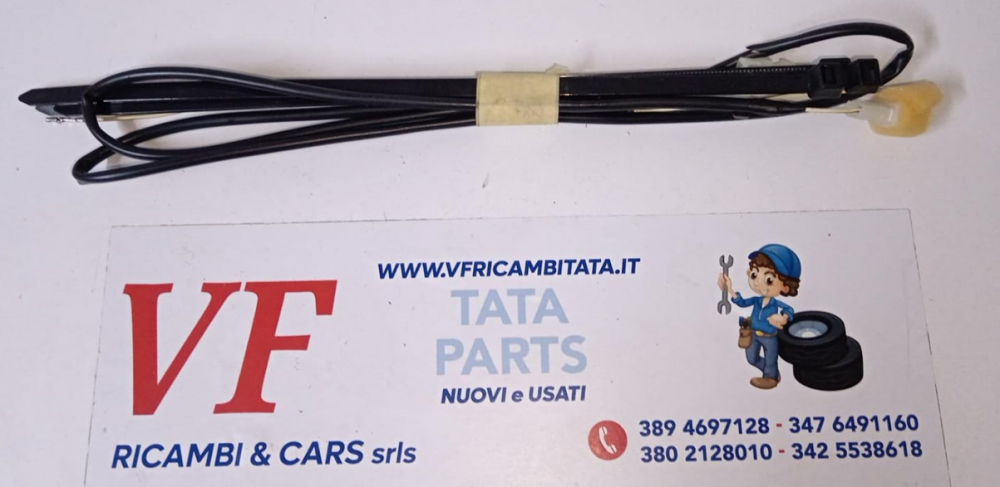 WWW.VFRICAMBITATA.IT
VF
TATA
PARTS
NUOVI e USATI
RICAMBI & CARS srls
389 4697128 - 347 6491160
380 2128010 - 342 5538618